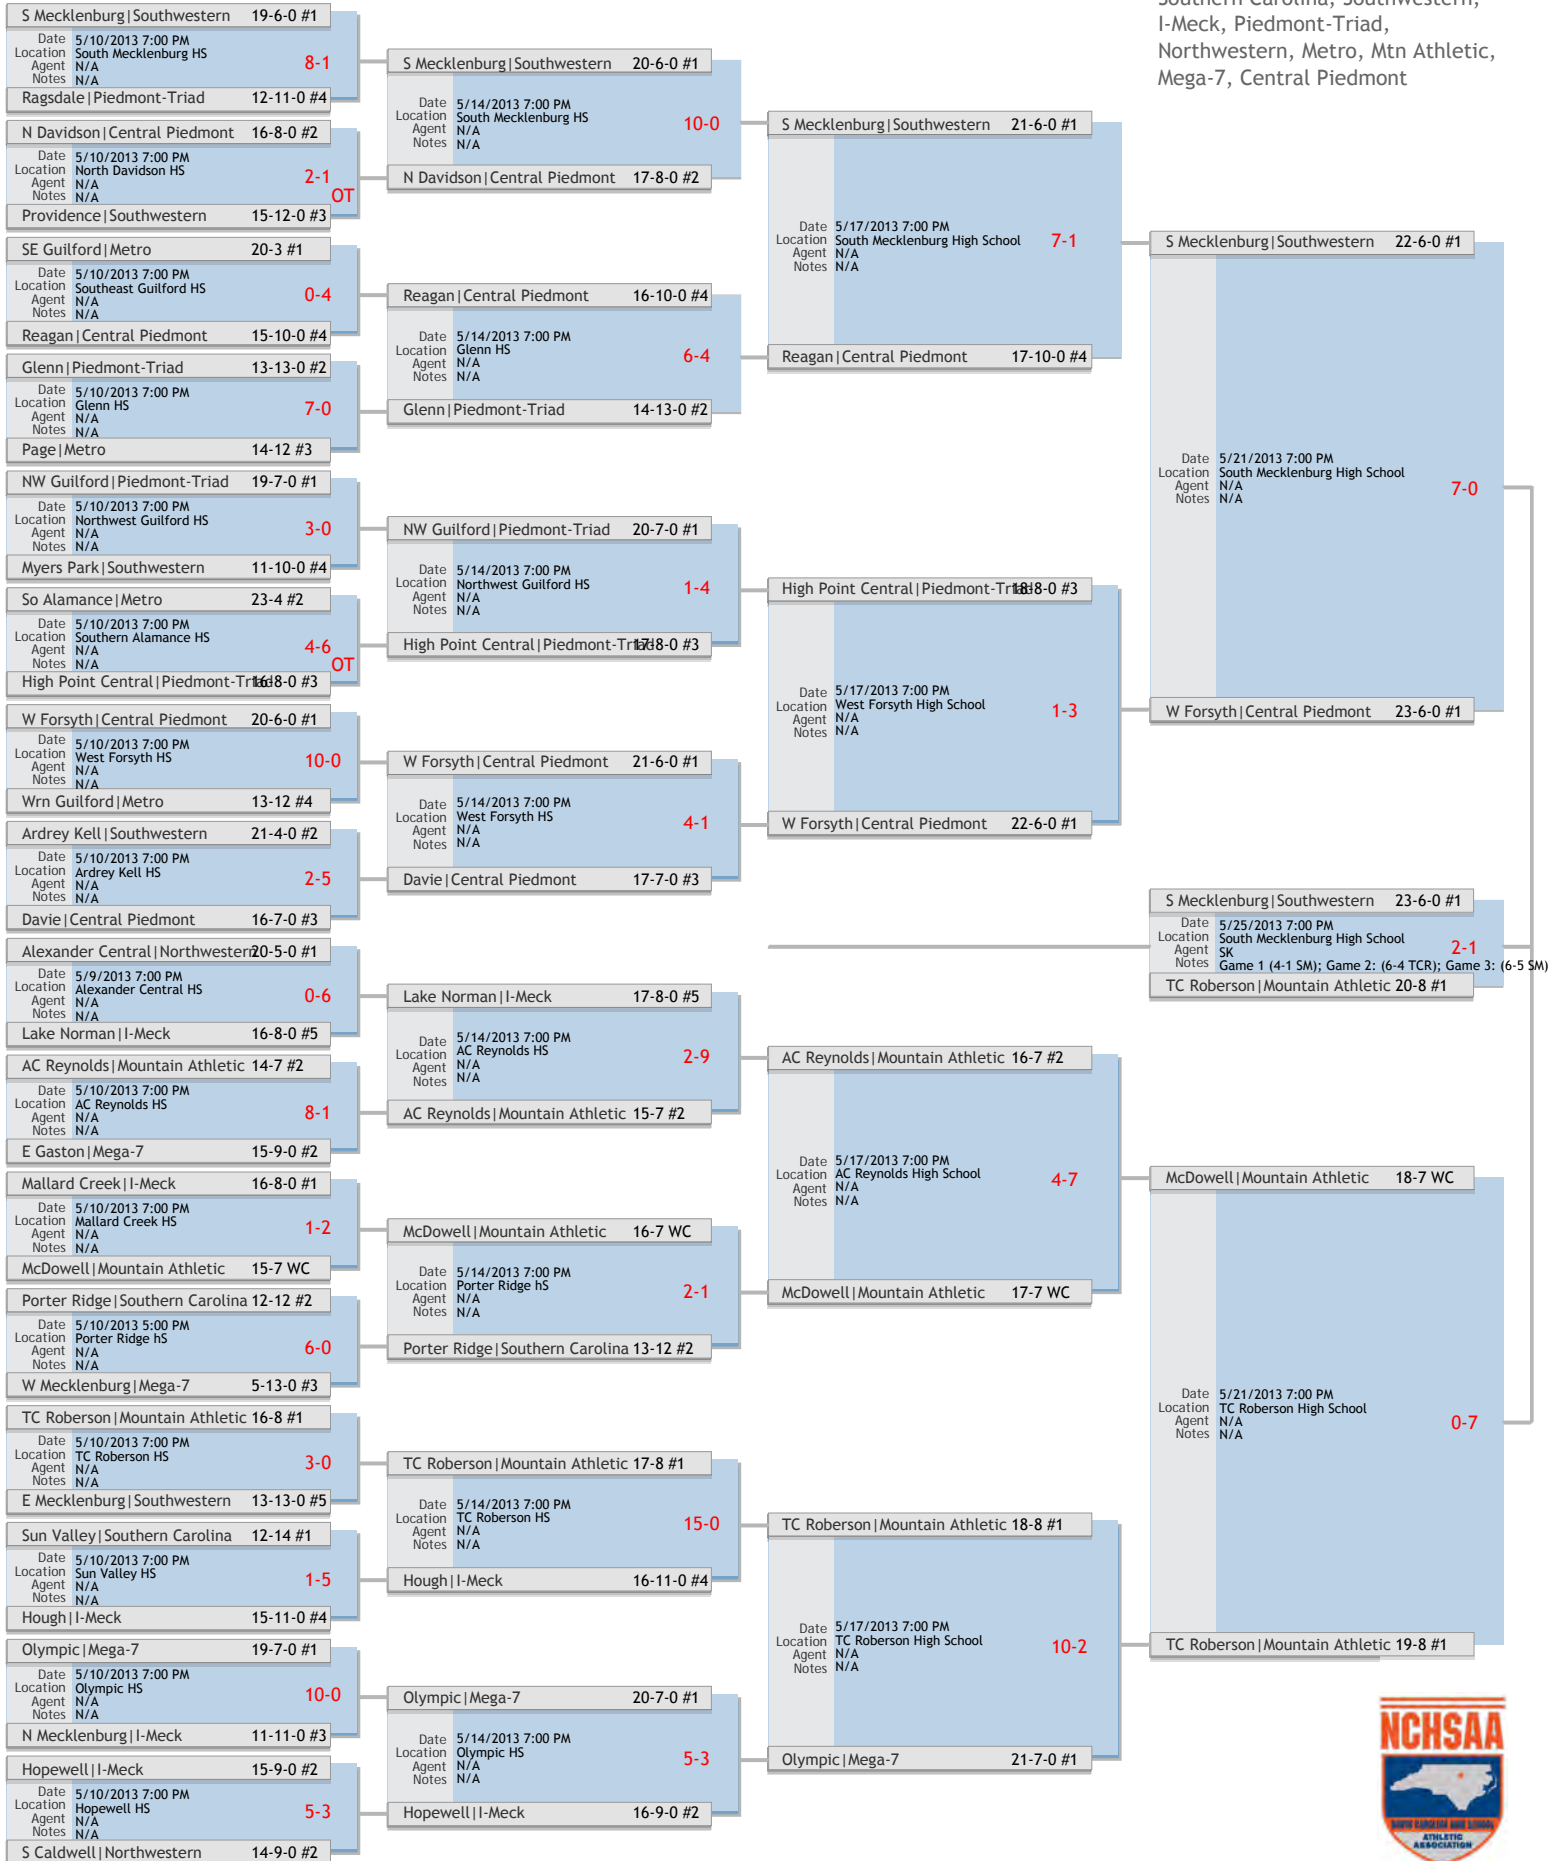 Southern Carolina, Southwestern,
I-Meck, Piedmont-Triad,
Northwestern, Metro, Mtn Athletic,
Mega-7, Central Piedmont
S Mecklenburg|Southwestern 19-6-0 #1
Date 5/10/2013 7:00 PM
Location South Mecklenburg HS
Agent N/A
Notes N/A
8-1
Ragsdale|Piedmont-Triad 12-11-0 #4
N Davidson|Central Piedmont 16-8-0 #2
Date 5/10/2013 7:00 PM
Location North Davidson HS
Agent N/A
Notes N/A
2-1
OT
Providence|Southwestern 15-12-0 #3
SE Guilford|Metro 20-3 #1
Date 5/10/2013 7:00 PM
Location Southeast Guilford HS
Agent N/A
Notes N/A
0-4
Reagan|Central Piedmont 15-10-0 #4
Glenn|Piedmont-Triad 13-13-0 #2
Date 5/10/2013 7:00 PM
Location Glenn HS
Agent N/A
Notes N/A
7-0
Page|Metro 14-12 #3
NW Guilford|Piedmont-Triad 19-7-0 #1
Date 5/10/2013 7:00 PM
Location Northwest Guilford HS
Agent N/A
Notes N/A
3-0
Myers Park|Southwestern 11-10-0 #4
So Alamance|Metro 23-4 #2
Date 5/10/2013 7:00 PM
Location Southern Alamance HS
Agent N/A
Notes N/A
4-6
OT
High Point Central|Piedmont-Triad 16-8-0 #3
W Forsyth|Central Piedmont 20-6-0 #1
Date 5/10/2013 7:00 PM
Location West Forsyth HS
Agent N/A
Notes N/A
10-0
Wrn Guilford|Metro 13-12 #4
Ardrey Kell|Southwestern 21-4-0 #2
Date 5/10/2013 7:00 PM
Location Ardrey Kell HS
Agent N/A
Notes N/A
2-5
Davie|Central Piedmont 16-7-0 #3
Alexander Central|Northwestern 20-5-0 #1
Date 5/9/2013 7:00 PM
Location Alexander Central HS
Agent N/A
Notes N/A
0-6
Lake Norman|I-Meck 16-8-0 #5
AC Reynolds|Mountain Athletic 14-7 #2
Date 5/10/2013 7:00 PM
Location AC Reynolds HS
Agent N/A
Notes N/A
8-1
E Gaston|Mega-7 15-9-0 #2
Mallard Creek|I-Meck 16-8-0 #1
Date 5/10/2013 7:00 PM
Location Mallard Creek HS
Agent N/A
Notes N/A
1-2
McDowell|Mountain Athletic 15-7 WC
Porter Ridge|Southern Carolina 12-12 #2
Date 5/10/2013 5:00 PM
Location Porter Ridge hS
Agent N/A
Notes N/A
6-0
W Mecklenburg|Mega-7 5-13-0 #3
TC Roberson|Mountain Athletic 16-8 #1
Date 5/10/2013 7:00 PM
Location TC Roberson HS
Agent N/A
Notes N/A
3-0
E Mecklenburg|Southwestern 13-13-0 #5
Sun Valley|Southern Carolina 12-14 #1
Date 5/10/2013 7:00 PM
Location Sun Valley HS
Agent N/A
Notes N/A
1-5
Hough|I-Meck 15-11-0 #4
Olympic|Mega-7 19-7-0 #1
Date 5/10/2013 7:00 PM
Location Olympic HS
Agent N/A
Notes N/A
10-0
N Mecklenburg|I-Meck 11-11-0 #3
Hopewell|I-Meck 15-9-0 #2
Date 5/10/2013 7:00 PM
Location Hopewell HS
Agent N/A
Notes N/A
5-3
S Caldwell|Northwestern 14-9-0 #2
S Mecklenburg|Southwestern 20-6-0 #1
Date 5/14/2013 7:00 PM
Location South Mecklenburg HS
Agent N/A
Notes N/A
10-0
N Davidson|Central Piedmont 17-8-0 #2
Reagan|Central Piedmont 16-10-0 #4
Date 5/14/2013 7:00 PM
Location Glenn HS
Agent N/A
Notes N/A
6-4
Glenn|Piedmont-Triad 14-13-0 #2
NW Guilford|Piedmont-Triad 20-7-0 #1
Date 5/14/2013 7:00 PM
Location Northwest Guilford HS
Agent N/A
Notes N/A
1-4
High Point Central|Piedmont-Triad 17-8-0 #3
W Forsyth|Central Piedmont 21-6-0 #1
Date 5/14/2013 7:00 PM
Location West Forsyth HS
Agent N/A
Notes N/A
4-1
Davie|Central Piedmont 17-7-0 #3
Lake Norman|I-Meck 17-8-0 #5
Date 5/14/2013 7:00 PM
Location AC Reynolds HS
Agent N/A
Notes N/A
2-9
AC Reynolds|Mountain Athletic 15-7 #2
McDowell|Mountain Athletic 16-7 WC
Date 5/14/2013 7:00 PM
Location Porter Ridge hS
Agent N/A
Notes N/A
2-1
Porter Ridge|Southern Carolina 13-12 #2
TC Roberson|Mountain Athletic 17-8 #1
Date 5/14/2013 7:00 PM
Location TC Roberson HS
Agent N/A
Notes N/A
15-0
Hough|I-Meck 16-11-0 #4
Olympic|Mega-7 20-7-0 #1
Date 5/14/2013 7:00 PM
Location Olympic HS
Agent N/A
Notes N/A
5-3
Hopewell|I-Meck 16-9-0 #2
S Mecklenburg|Southwestern 21-6-0 #1
Date 5/17/2013 7:00 PM
Location South Mecklenburg High School
Agent N/A
Notes N/A
7-1
Reagan|Central Piedmont 17-10-0 #4
High Point Central|Piedmont-Triad 18-8-0 #3
Date 5/17/2013 7:00 PM
Location West Forsyth High School
Agent N/A
Notes N/A
1-3
W Forsyth|Central Piedmont 22-6-0 #1
AC Reynolds|Mountain Athletic 16-7 #2
Date 5/17/2013 7:00 PM
Location AC Reynolds High School
Agent N/A
Notes N/A
4-7
McDowell|Mountain Athletic 17-7 WC
TC Roberson|Mountain Athletic 18-8 #1
Date 5/17/2013 7:00 PM
Location TC Roberson High School
Agent N/A
Notes N/A
10-2
Olympic|Mega-7 21-7-0 #1
S Mecklenburg|Southwestern 22-6-0 #1
Date 5/21/2013 7:00 PM
Location South Mecklenburg High School
Agent N/A
Notes N/A
7-0
W Forsyth|Central Piedmont 23-6-0 #1
S Mecklenburg|Southwestern 23-6-0 #1
Date 5/25/2013 7:00 PM
Location South Mecklenburg High School
Agent SK
Notes Game 1 (4-1 SM); Game 2: (6-4 TCR); Game 3: (6-5 SM)
2-1
TC Roberson|Mountain Athletic 20-8 #1
McDowell|Mountain Athletic 18-7 WC
Date 5/21/2013 7:00 PM
Location TC Roberson High School
Agent N/A
Notes N/A
0-7
TC Roberson|Mountain Athletic 19-8 #1
NCHSAA
NORTH CAROLINA HIGH SCHOOL
ATHLETIC
ASSOCIATION